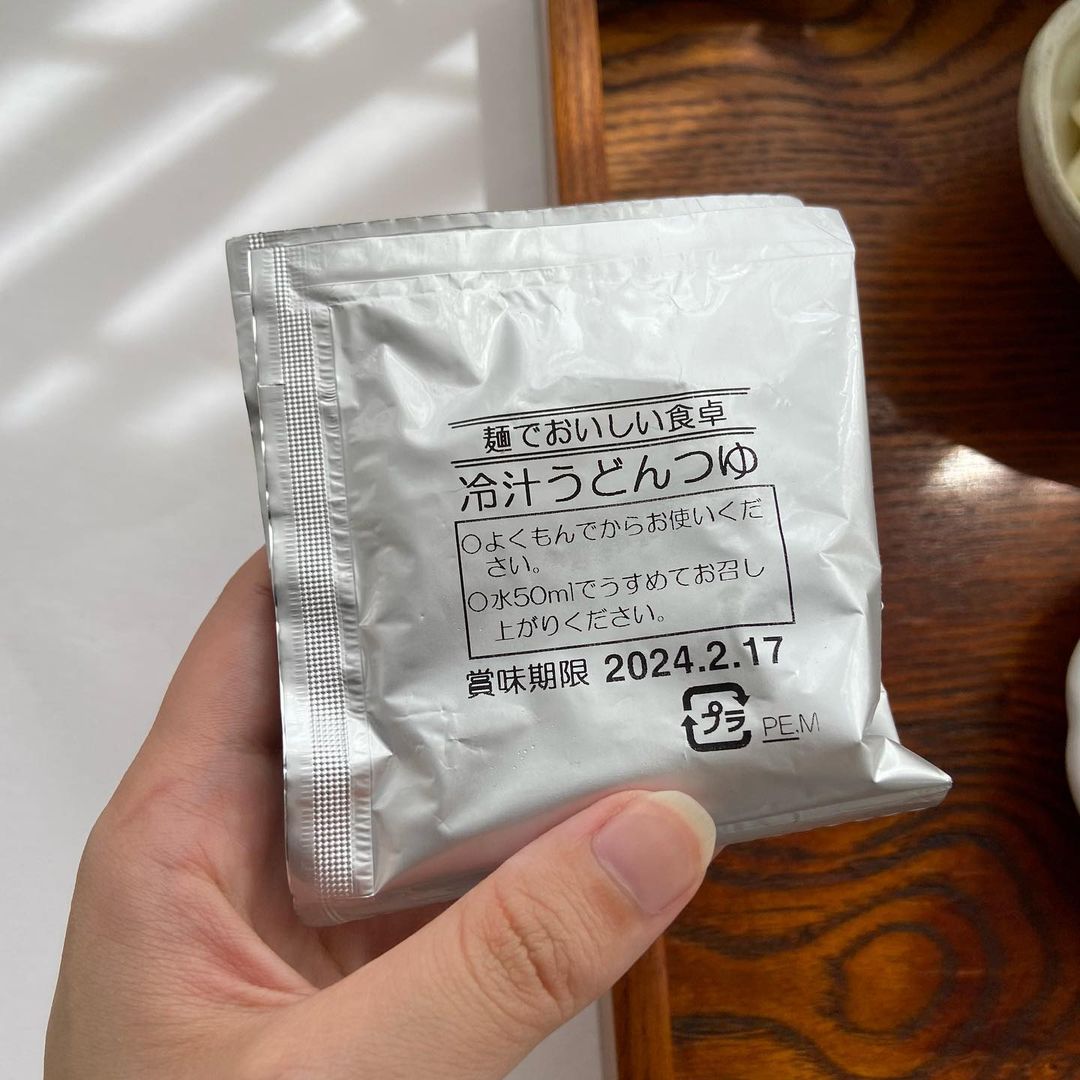 麺でおいしい食卓
冷汁うどんつゆ
○よくもんでからお使いくだ
さい。
○水50mlでうすめてお召し
上がりください。
賞味期限 2024.2.17
プラ PE.M